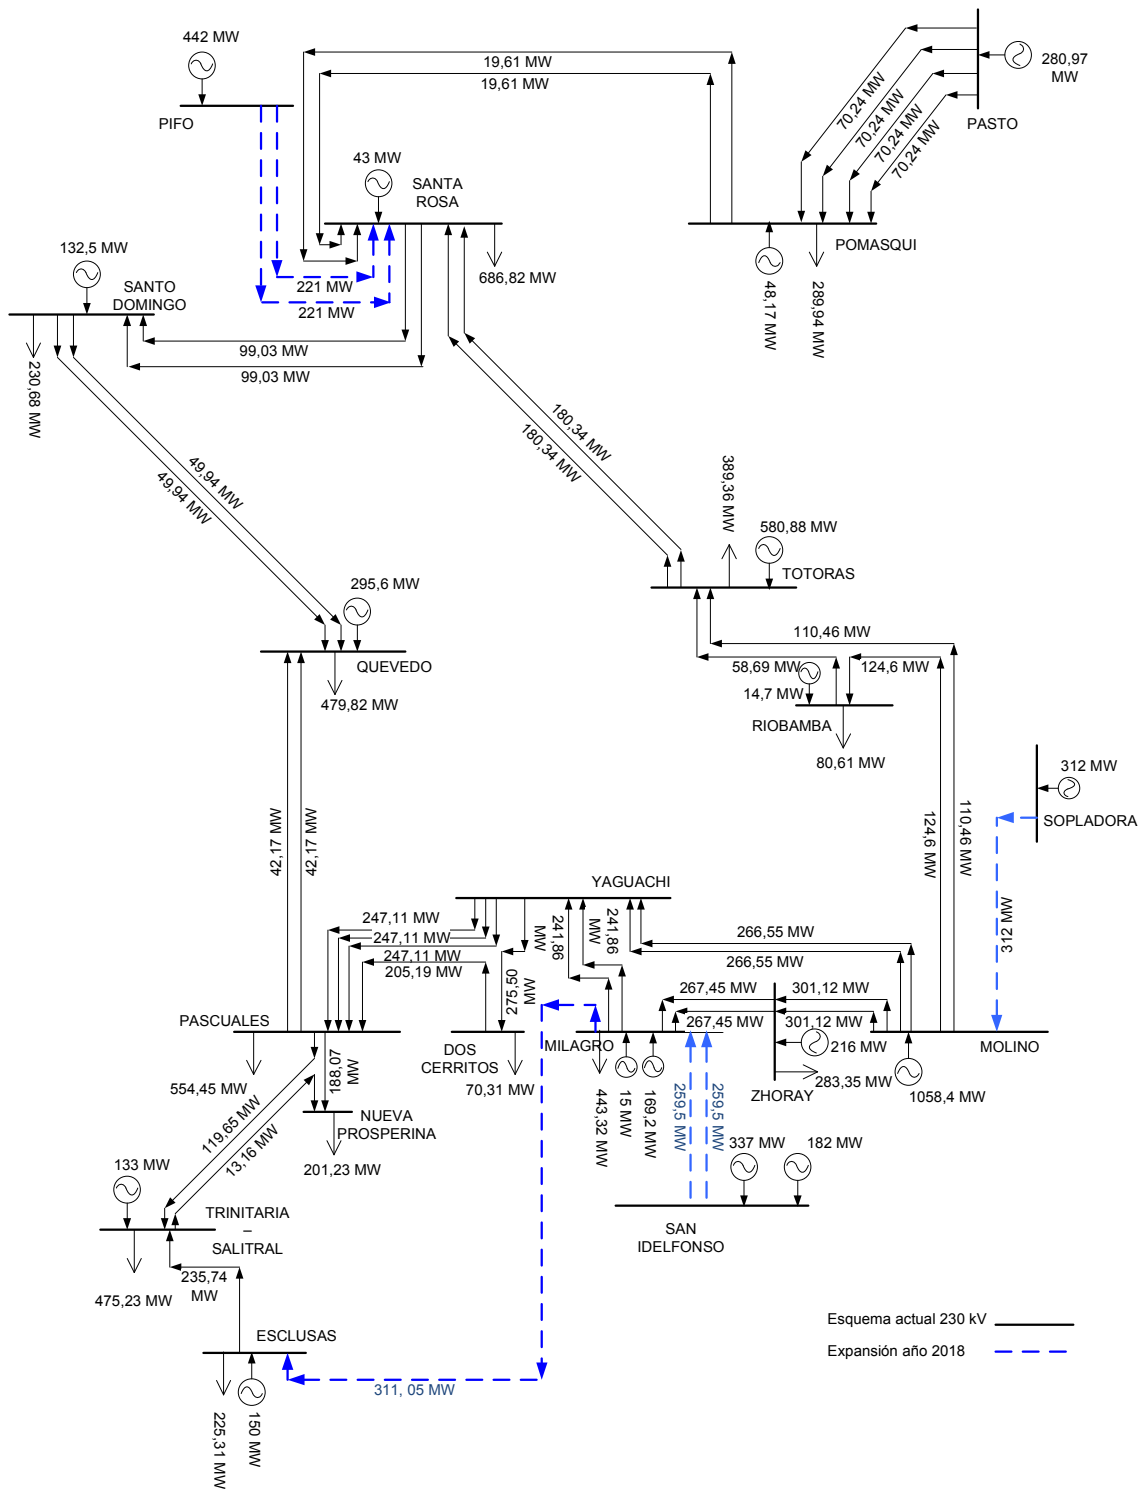 442 MW
PIFO
19,61 MW
19,61 MW
70,24 MW
70,24 MW
70,24 MW
70,24 MW
280,97
MW
PASTO
43 MW
SANTA
ROSA
POMASQUI
132,5 MW
SANTO
DOMINGO
221 MW
221 MW
686,82 MW
48,17 MW
289,94 MW
99,03 MW
99,03 MW
230,68 MW
49,94 MW
49,94 MW
180,34 MW
180,34 MW
389,36 MW
580,88 MW
TOTORAS
295,6 MW
QUEVEDO
479,82 MW
110,46 MW
58,69 MW
124,6 MW
14,7 MW
RIOBAMBA
80,61 MW
312 MW
SOPLADORA
42,17 MW
42,17 MW
124,6 MW
110,46 MW
312 MW
YAGUACHI
247,11 MW
247,11 MW
247,11 MW
205,19 MW
275,50
MW
241,86
MW
241,86
MW
266,55 MW
266,55 MW
267,45 MW
301,12 MW
267,45 MW
301,12 MW
PASCUALES
DOS
CERRITOS
MILAGRO
216 MW
MOLINO
554,45 MW
188,07
MW
70,31 MW
443,32 MW
15 MW
169,2 MW
259,5 MW
259,5 MW
ZHORAY
283,35 MW
1058,4 MW
NUEVA
PROSPERINA
119,65 MW
13,16 MW
201,23 MW
337 MW
182 MW
133 MW
TRINITARIA
–
SALITRAL
SAN
IDELFONSO
475,23 MW
235,74
MW
ESCLUSAS
311, 05 MW
225,31 MW
150 MW
Esquema actual 230 kV
Expansión año 2018